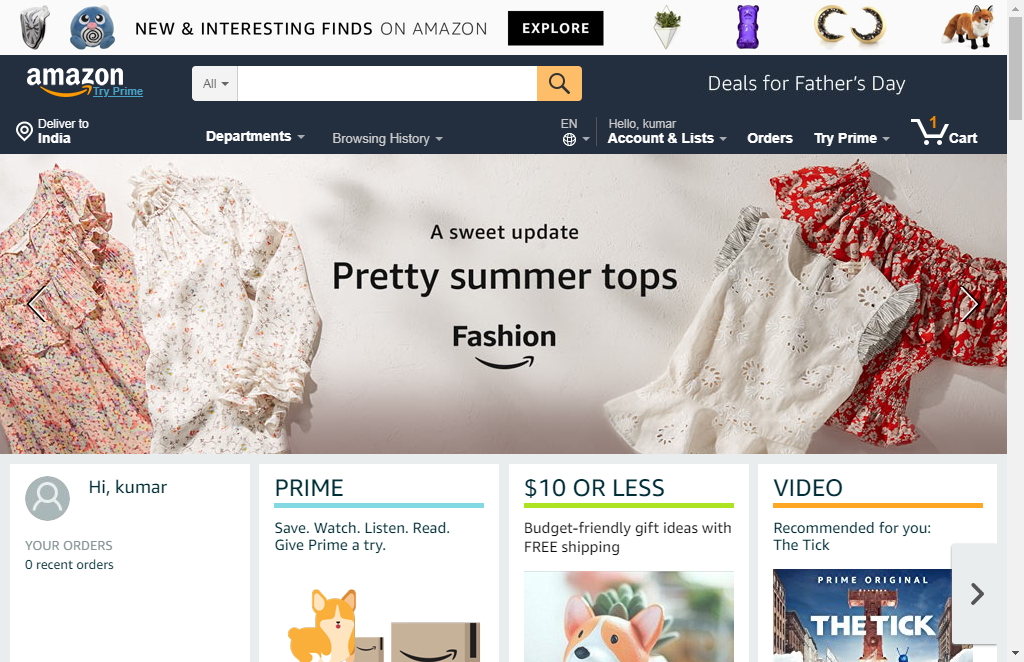 NEW & INTERESTING FINDS ON AMAZON EXPLORE
amazon
Try Prime
All
Deals for Father's Day
Deliver to
India
Departments
Browsing History
EN
Hello, kumar
Account & Lists
Orders
Try Prime
1
Cart
A sweet update
Pretty summer tops
Fashion
Hi, kumar
YOUR ORDERS
0 recent orders
PRIME
Save. Watch. Listen. Read.
Give Prime a try.
$10 OR LESS
Budget-friendly gift ideas with
FREE shipping
VIDEO
Recommended for you:
The Tick
PRIME ORIGINAL
THE TICK